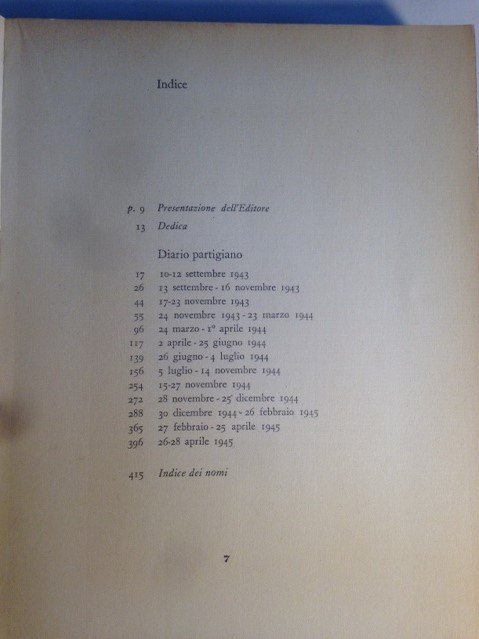 Indice
p. 9 Presentazione dell'Editore
13 Dedica
Diario partigiano
17 10-12 settembre 1943
26 13 settembre - 16 novembre 1943
44 17-23 novembre 1943
55 24 novembre 1943 - 23 marzo 1944
96 24 marzo - 1° aprile 1944
117 2 aprile - 25 giugno 1944
139 26 giugno - 4 luglio 1944
156 5 luglio - 14 novembre 1944
254 15-27 novembre 1944
272 28 novembre - 25 dicembre 1944
288 30 dicembre 1944 - 26 febbraio 1945
365 27 febbraio - 25 aprile 1945
396 26-28 aprile 1945
415 Indice dei nomi
7